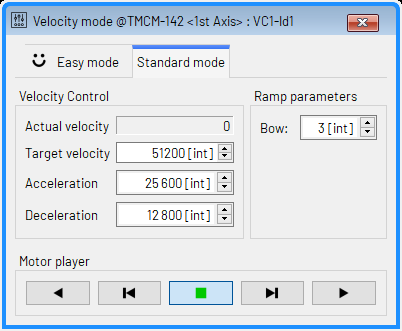 Velocity mode @TMCM-142 <1st Axis> : VC1-Id1
Easy mode
Standard mode
Velocity Control
Actual velocity 0
Target velocity 51200 [int]
Acceleration 25 600 [int]
Deceleration 12 800 [int]
Ramp parameters
Bow: 3 [int]
Motor player